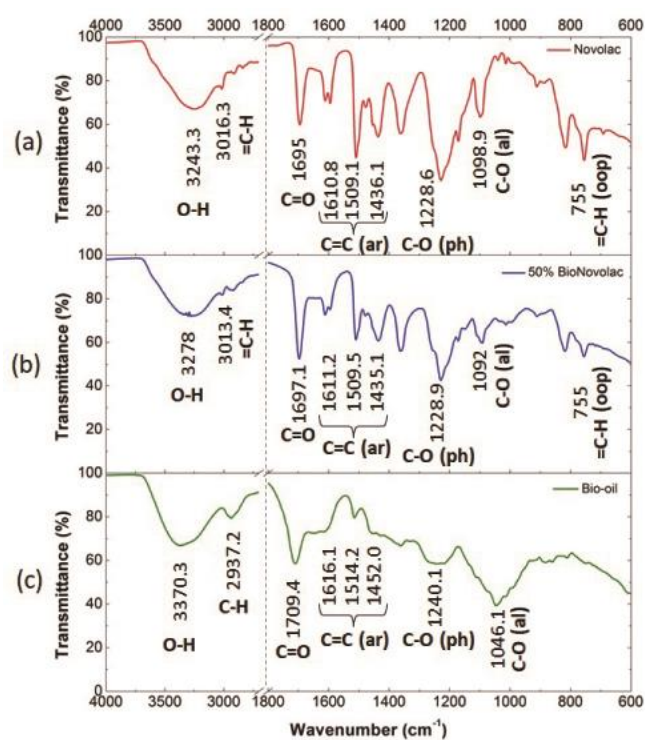 4000 3500 3000 1800 1600 1400 1200 1000 800 600
(a)
Transmittance (%)
100
80
60
40
20
Novolac
3243.3
O-H
3016.3
=C-H
1695
C=O
1610.8
1509.1
1436.1
C=C (ar)
1228.6
C-O (ph)
1098.9
C-O (al)
755
=C-H (oop)
(b)
Transmittance (%)
100
80
60
40
20
50% BioNovolac
3278
O-H
3013.4
=C-H
1697.1
C=O
1611.2
1509.5
1435.1
C=C (ar)
1228.9
C-O (ph)
1092
C-O (al)
755
=C-H (oop)
(c)
Transmittance (%)
100
80
60
40
20
0
Bio-oil
3370.3
O-H
2937.2
C-H
1709.4
C=O
1616.1
1514.2
1452.0
C=C (ar)
1240.1
C-O (ph)
1046.1
C-O (al)
4000 3500 3000 1800 1600 1400 1200 1000 800 600
Wavenumber (cm⁻¹)